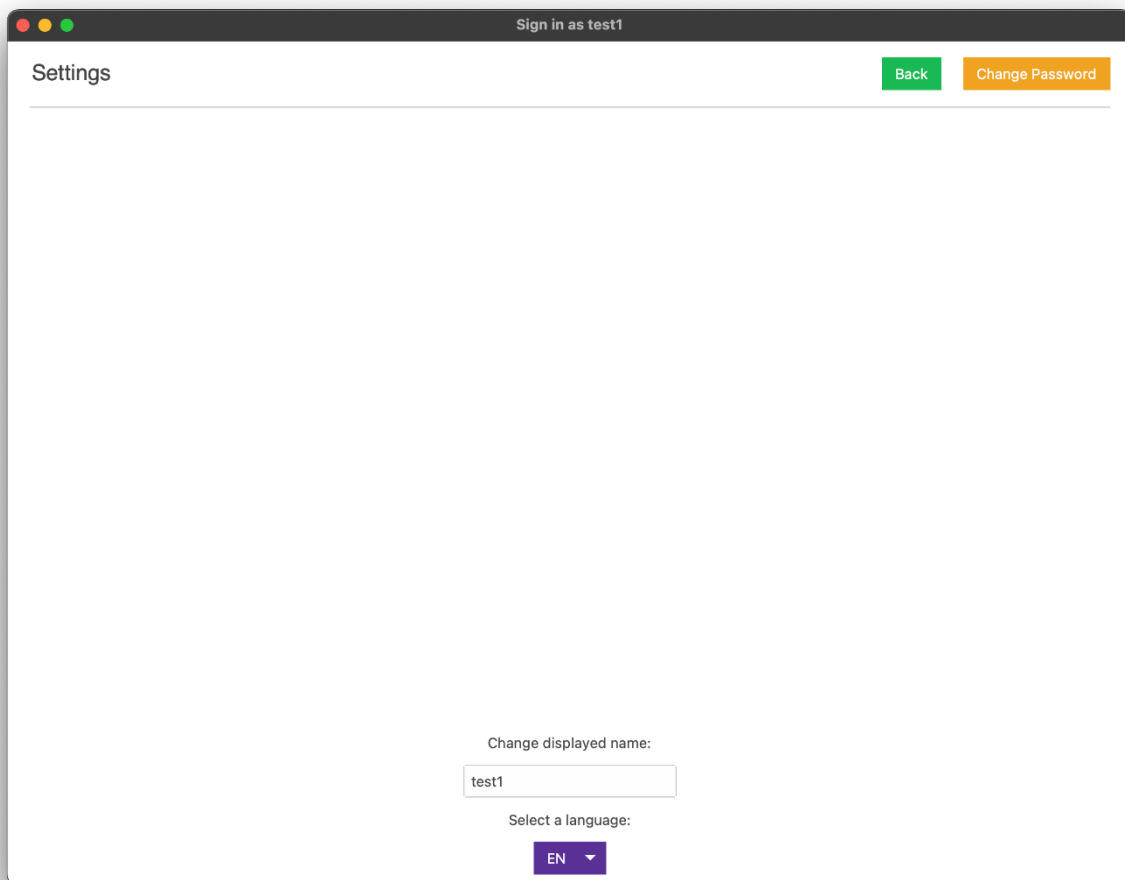 Sign in as test1
Settings
Back
Change Password
Change displayed name:
test1
Select a language:
EN